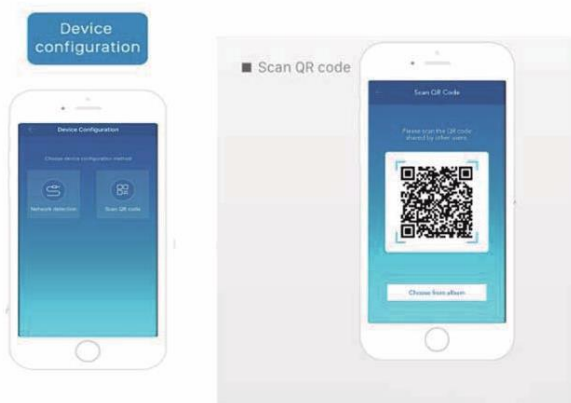 Device
configuration
Device Configuration
Choose device configuration method
Network detection
Scan QR code
■ Scan QR code
Scan QR Code
Please scan the QR code
shared by other users.
Choose from album